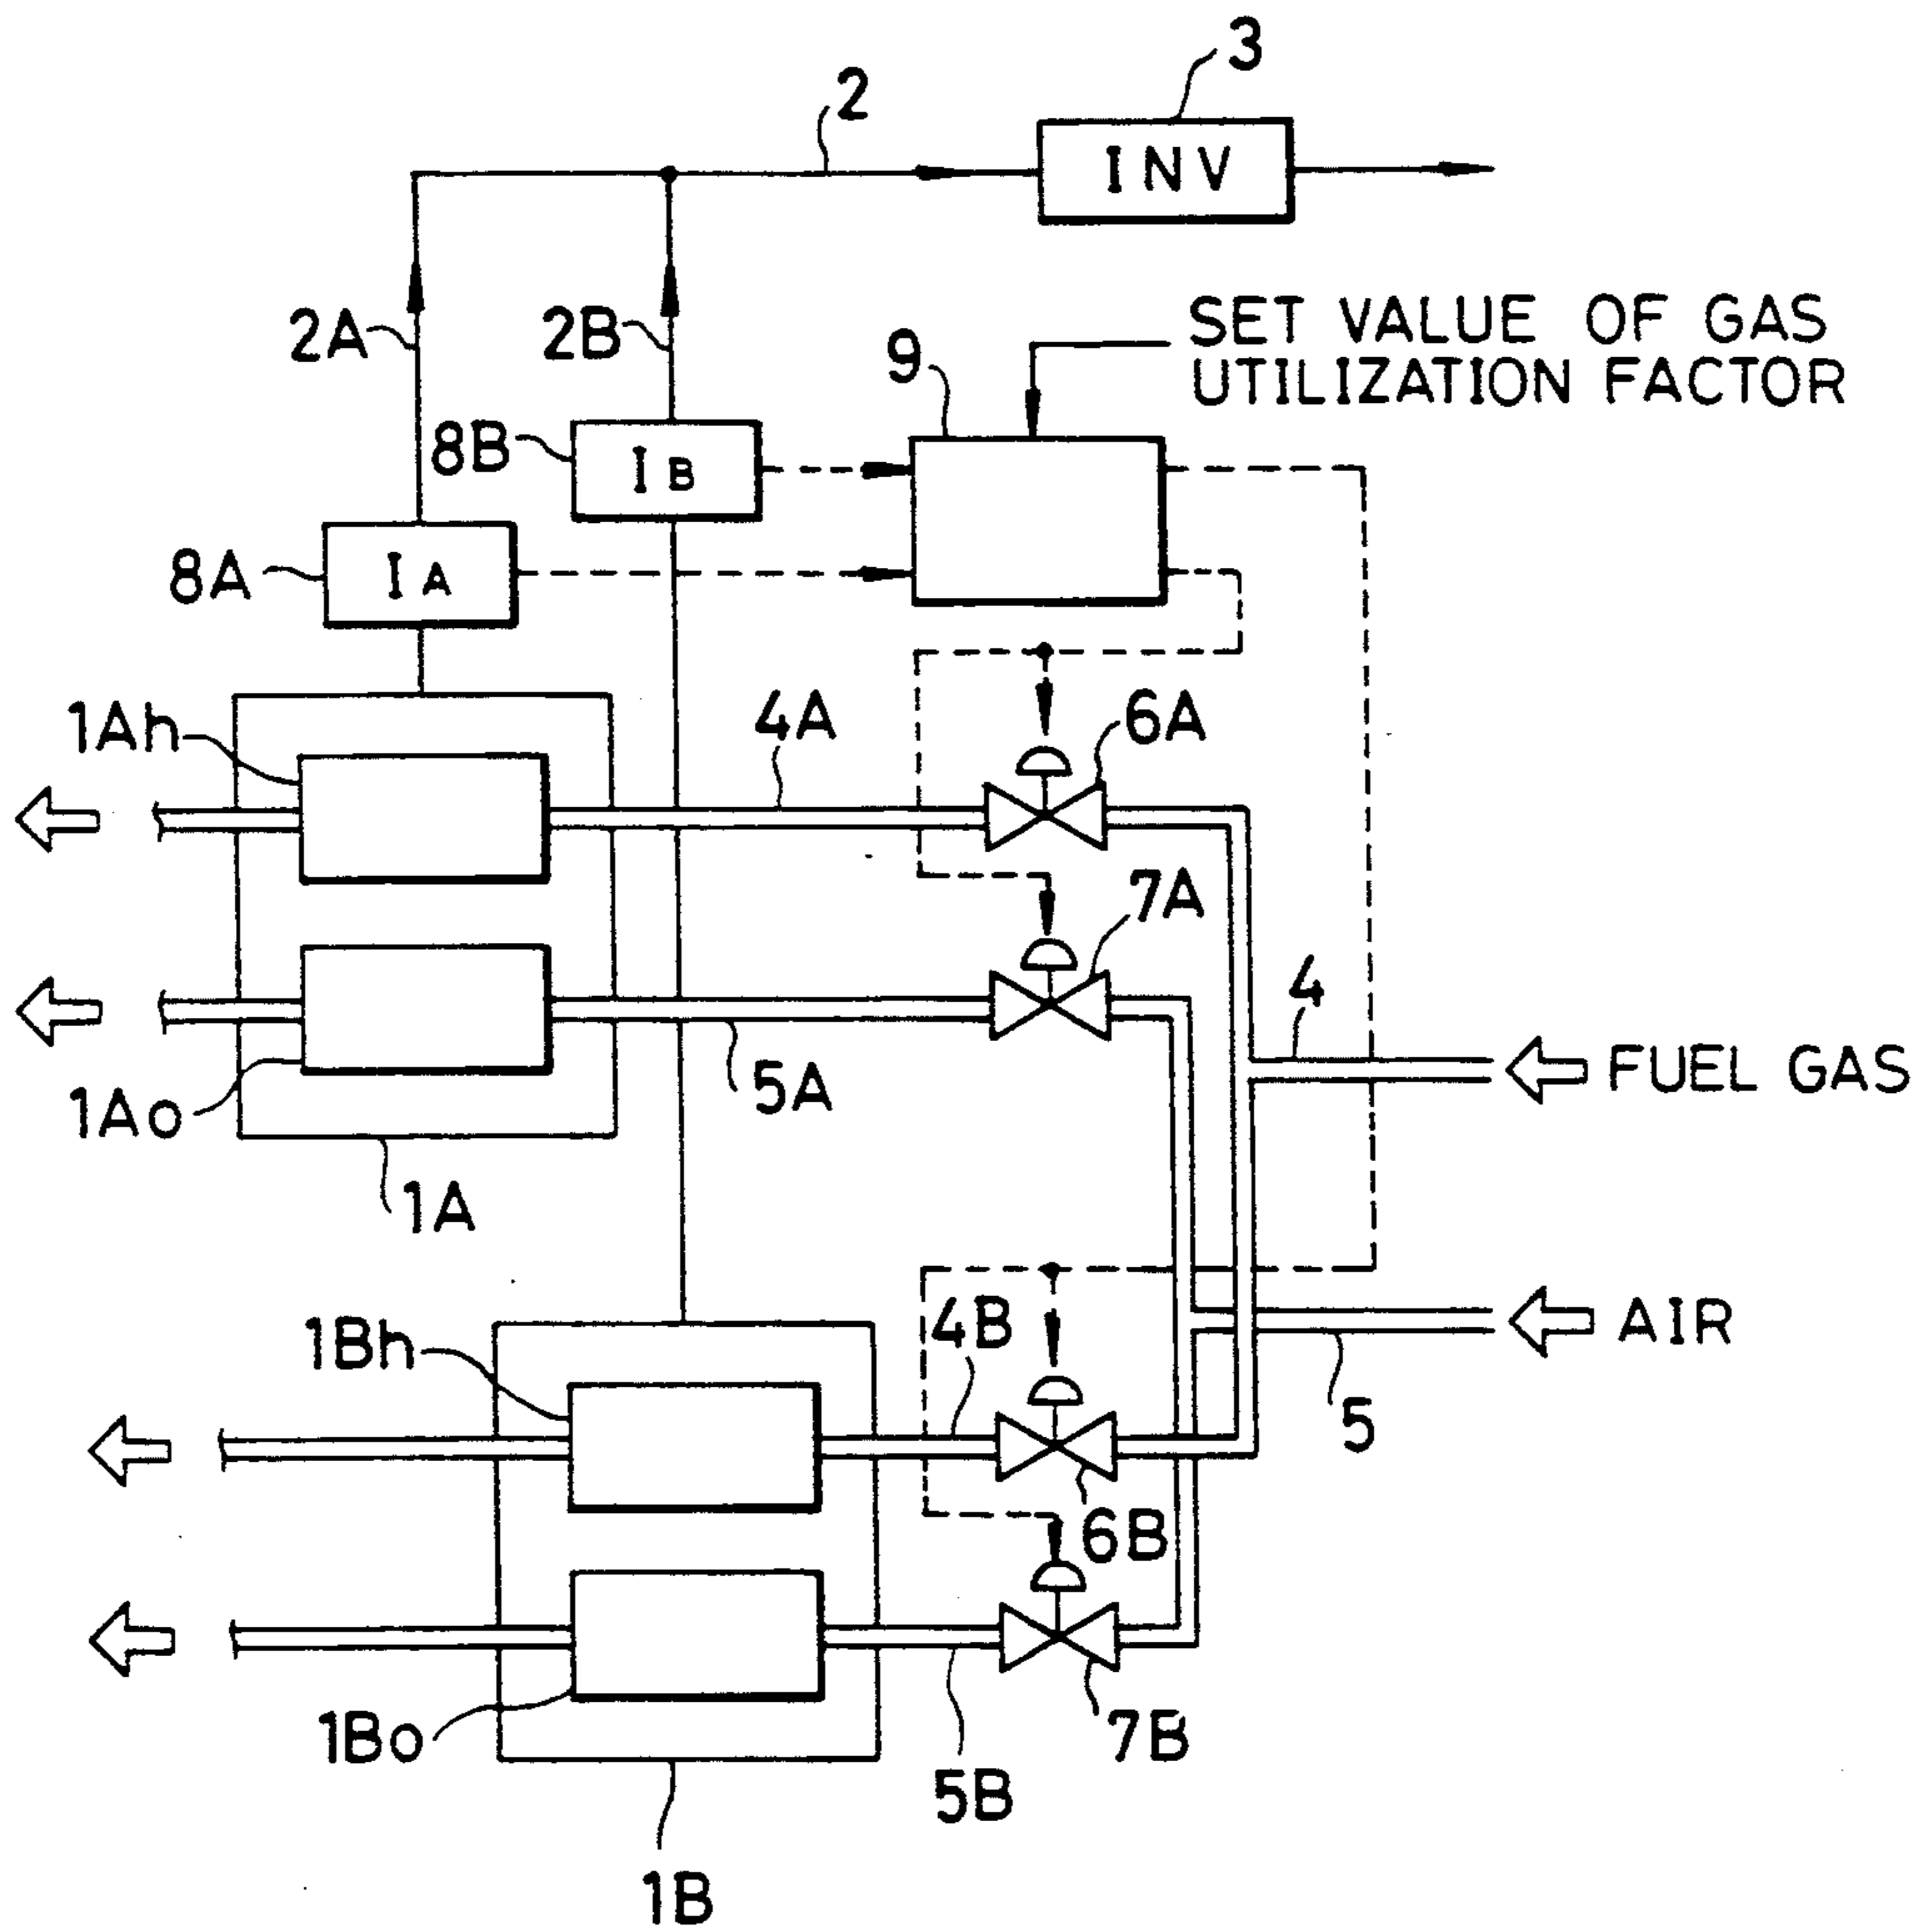 3
2
INV
2A
2B
9
SET VALUE OF GAS
UTILIZATION FACTOR
8B
IB
8A
IA
1Ah
4A
6A
7A
4
FUEL GAS
1Ao
5A
1A
1Bh
4B
AIR
5
6B
1Bo
7B
5B
1B